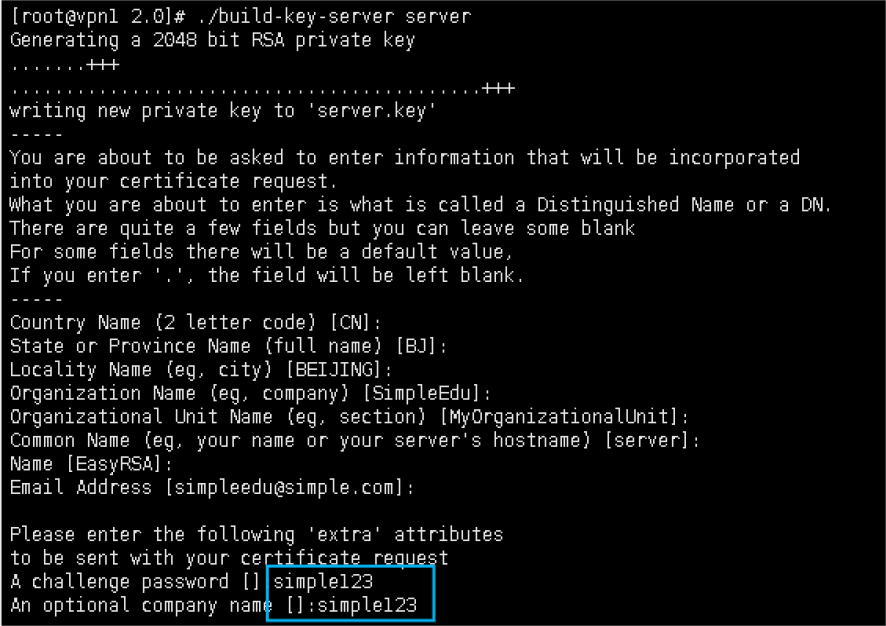 [root@vpn1 2.0]# ./build-key-server server
Generating a 2048 bit RSA private key
.......+++
...........................................+++
writing new private key to 'server.key'
-----
You are about to be asked to enter information that will be incorporated
into your certificate request.
What you are about to enter is what is called a Distinguished Name or a DN.
There are quite a few fields but you can leave some blank
For some fields there will be a default value,
If you enter '.', the field will be left blank.
-----
Country Name (2 letter code) [CN]:
State or Province Name (full name) [BJ]:
Locality Name (eg, city) [BEIJING]:
Organization Name (eg, company) [SimpleEdu]:
Organizational Unit Name (eg, section) [MyOrganizationalUnit]:
Common Name (eg, your name or your server's hostname) [server]:
Name [EasyRSA]:
Email Address [simpleedu@simple.com]:
Please enter the following 'extra' attributes
to be sent with your certificate request
A challenge password [] simple123
An optional company name []:simple123